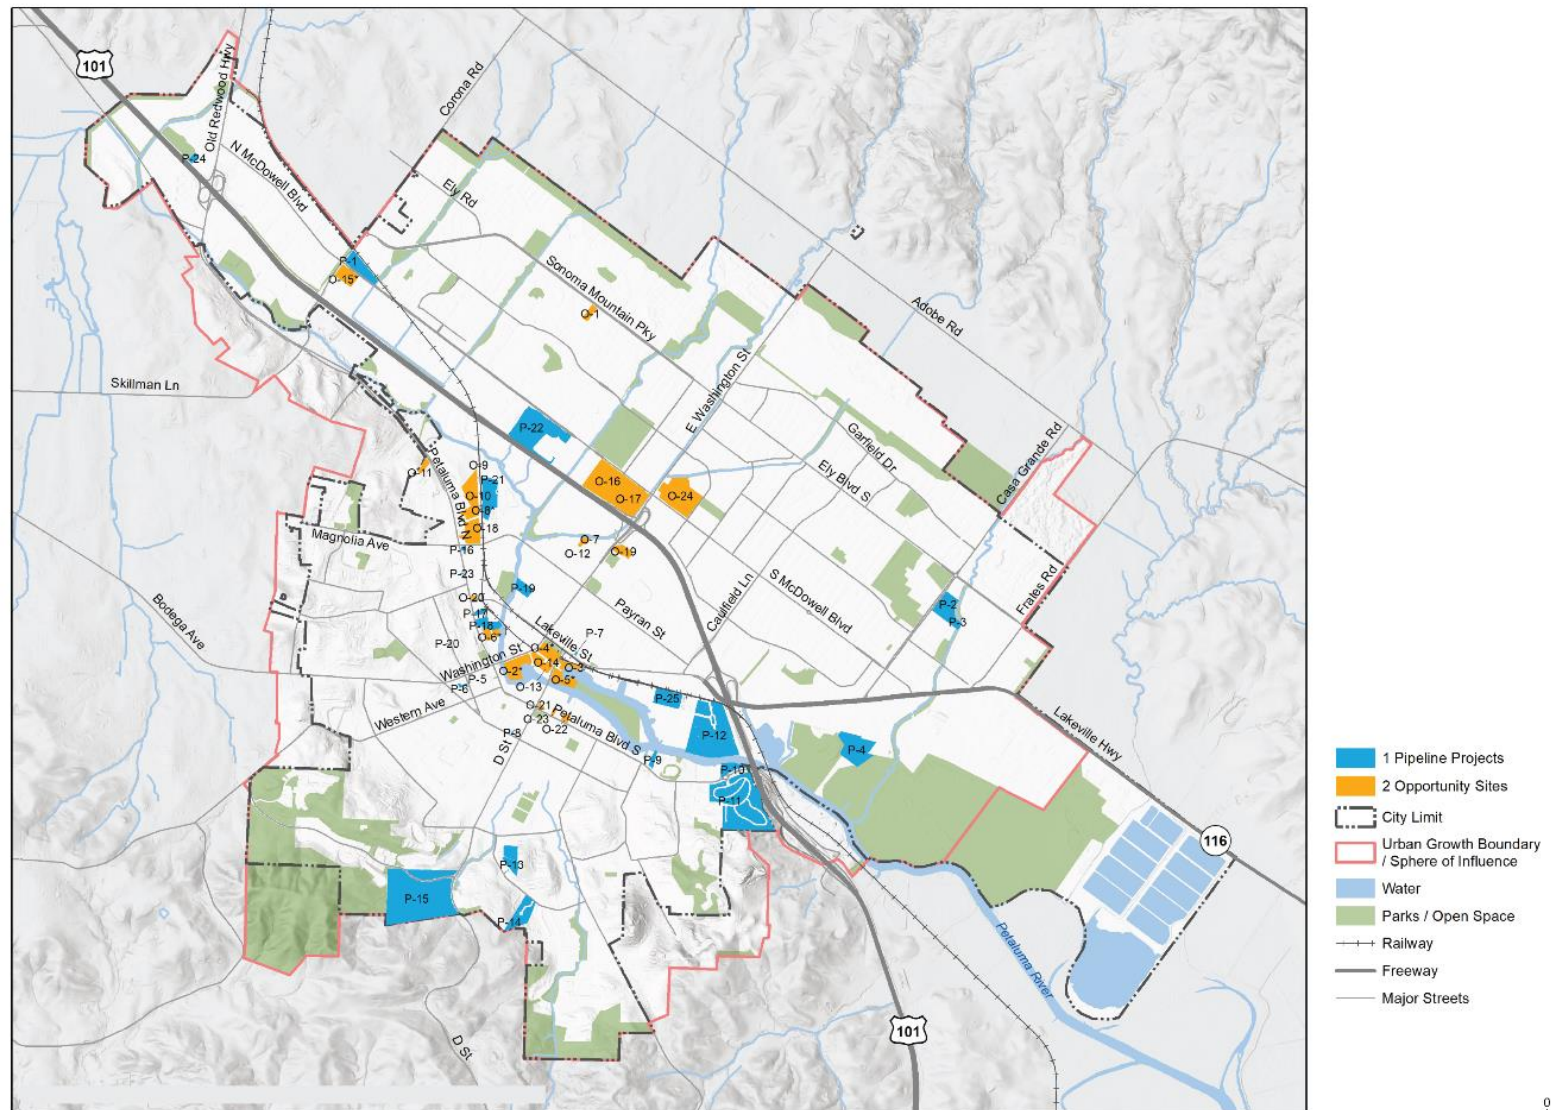 101
Old Redwood Hwy
Corona Rd
P-24
N McDowell Blvd
Ely Rd
P-1
O-15*
Sonoma Mountain Pky
O-1
Adobe Rd
Skillman Ln
E Washington St
P-22
Garfield Dr
Casa Grande Rd
O-9
O-11
Petaluma Blvd N
P-21
O-10
O-8*
O-18
O-16
O-17
O-24
Ely Blvd S
Magnolia Ave
P-16
O-7
O-12
O-19
P-23
P-19
Caulfield Ln
S McDowell Blvd
Frates Rd
Bodega Ave
O-20
P-17
P-18
O-6*
Payran St
P-2
P-3
P-20
Lakeville St
P-7
Washington St
O-4*
O-14
O-3
O-2*
O-5*
P-5
P-6
O-13
Western Ave
O-21
O-23
O-22
Petaluma Blvd S
P-25
Lakeville Hwy
P-8
D St
P-12
P-4
P-9
P-10
P-11
P-13
P-15
P-14
116
Petaluma River
101
D St
1 Pipeline Projects
2 Opportunity Sites
City Limit
Urban Growth Boundary
/ Sphere of Influence
Water
Parks / Open Space
Railway
Freeway
Major Streets
0